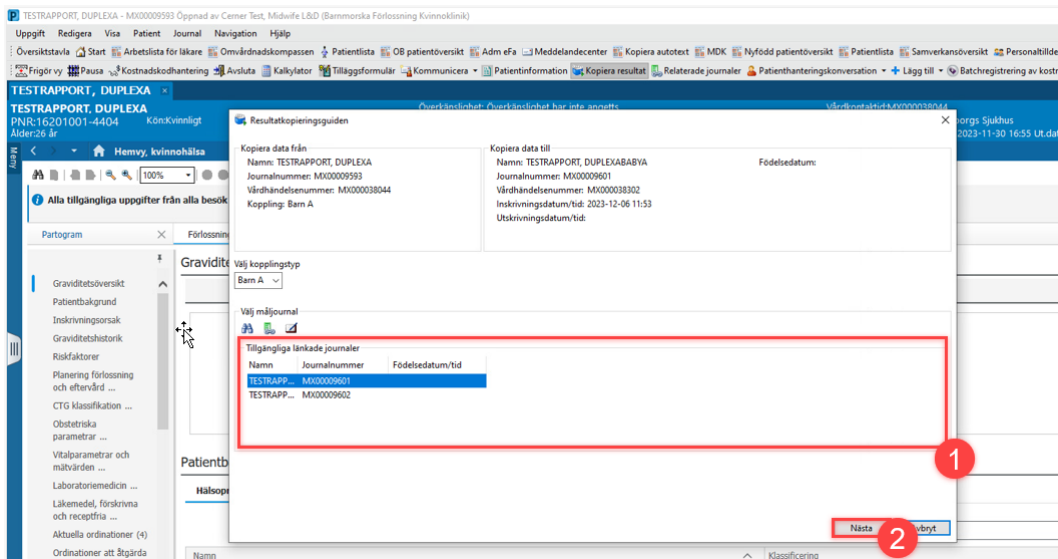 TESTRAPPORT, DUPLEXA - MX00009593 Öppnad av Cerner Test, Midwife L&D (Barnmorska Förlossning Kvinnoklinik)
Uppgift Redigera Visa Patient Journal Navigation Hjälp
Översiktstavla Start Arbetslista för läkare Omvårdnadskompassen Patientlista OB patientöversikt Adm eFa Meddelandecenter Kopiera autotext MDK Nyfödd patientöversikt Patientlista Samverkansöversikt Personaltillde
Frigör vy Pausa Kostnadskodhantering Avsluta Kalkylator Tilläggsformulär Kommunicera Patientinformation Kopiera resultat Relaterade journaler Patienthanteringskonversation Lägg till Batchregistrering av kostn
TESTRAPPORT, DUPLEXA
TESTRAPPORT, DUPLEXA Överkänslighet: Överkänslighet har inte angetts Vårdkontaktid:MX000038044
PNR:16201001-4404 Kön:Kvinnligt
Ålder:26 år
borgs Sjukhus
2023-11-30 16:55 Ut.dat
Meny
Hemvy, kvinnohälsa
100%
Alla tillgängliga uppgifter från alla besök
Partogram
Förlossning
Graviditetsöversikt
Patientbakgrund
Inskrivningsorsak
Graviditetshistorik
Riskfaktorer
Planering förlossning
och eftervård ...
CTG klassifikation ...
Obstetriska
parametrar ...
Vitalparametrar och
mätvärden ...
Laboratoriemedicin ...
Läkemedel, förskrivna
och receptfria ...
Aktuella ordinationer (4)
Ordinationer att åtgärda
Gravidite
Patientb
Hälsopr
Namn
Klassificering
Resultatkopieringsguiden
Kopiera data från
Namn: TESTRAPPORT, DUPLEXA
Journalnummer: MX00009593
Vårdhändelsenummer: MX000038044
Koppling: Barn A
Kopiera data till
Namn: TESTRAPPORT, DUPLEXABABYA Födelsedatum:
Journalnummer: MX00009601
Vårdhändelsenummer: MX000038302
Inskrivningsdatum/tid: 2023-12-06 11:53
Utskrivningsdatum/tid:
Välj kopplingstyp
Barn A
Välj måljournal
Tillgängliga länkade journaler
Namn Journalnummer Födelsedatum/tid
TESTRAPP... MX00009601
TESTRAPP... MX00009602
1
Nästa
2
vbryt